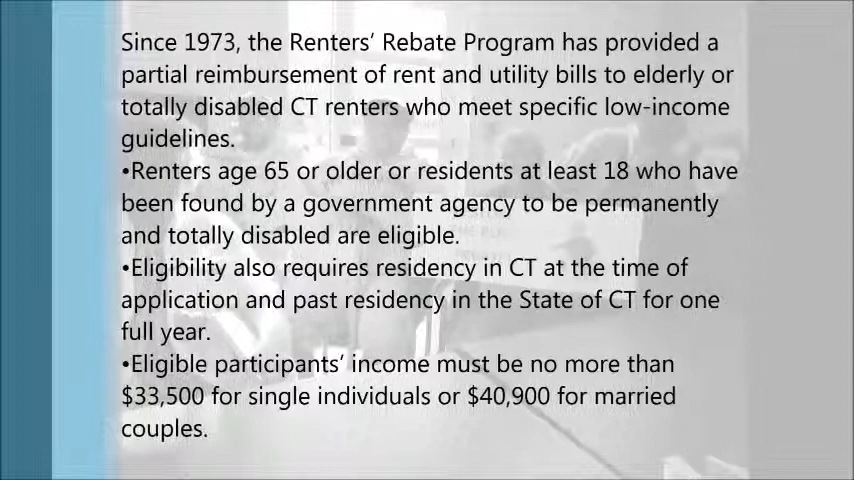 Since 1973, the Renters’ Rebate Program has provided a
partial reimbursement of rent and utility bills to elderly or
totally disabled CT renters who meet specific low-income
guidelines.
•Renters age 65 or older or residents at least 18 who have
been found by a government agency to be permanently
and totally disabled are eligible.
•Eligibility also requires residency in CT at the time of
application and past residency in the State of CT for one
full year.
•Eligible participants’ income must be no more than
$33,500 for single individuals or $40,900 for married
couples.